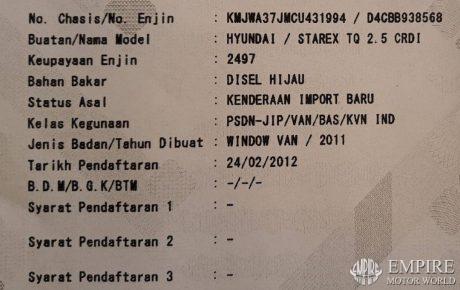 No. Chasis/No. Enjin : KMJWA37JMCU431994 / D4CBB938568
Buatan/Nama Model : HYUNDAI / STAREX TQ 2.5 CRDI
Keupayaan Enjin : 2497
Bahan Bakar : DISEL HIJAU
Status Asal : KENDERAAN IMPORT BARU
Kelas Kegunaan : PSDN-JIP/VAN/BAS/KVN IND
Jenis Badan/Tahun Dibuat : WINDOW VAN / 2011
Tarikh Pendaftaran : 24/02/2012
B.D.M/B.G.K/BTM : -/-/-
Syarat Pendaftaran 1 : -
Syarat Pendaftaran 2 : -
Syarat Pendaftaran 3 : -
EMPIRE
EMPIRE
MOTOR WORLD